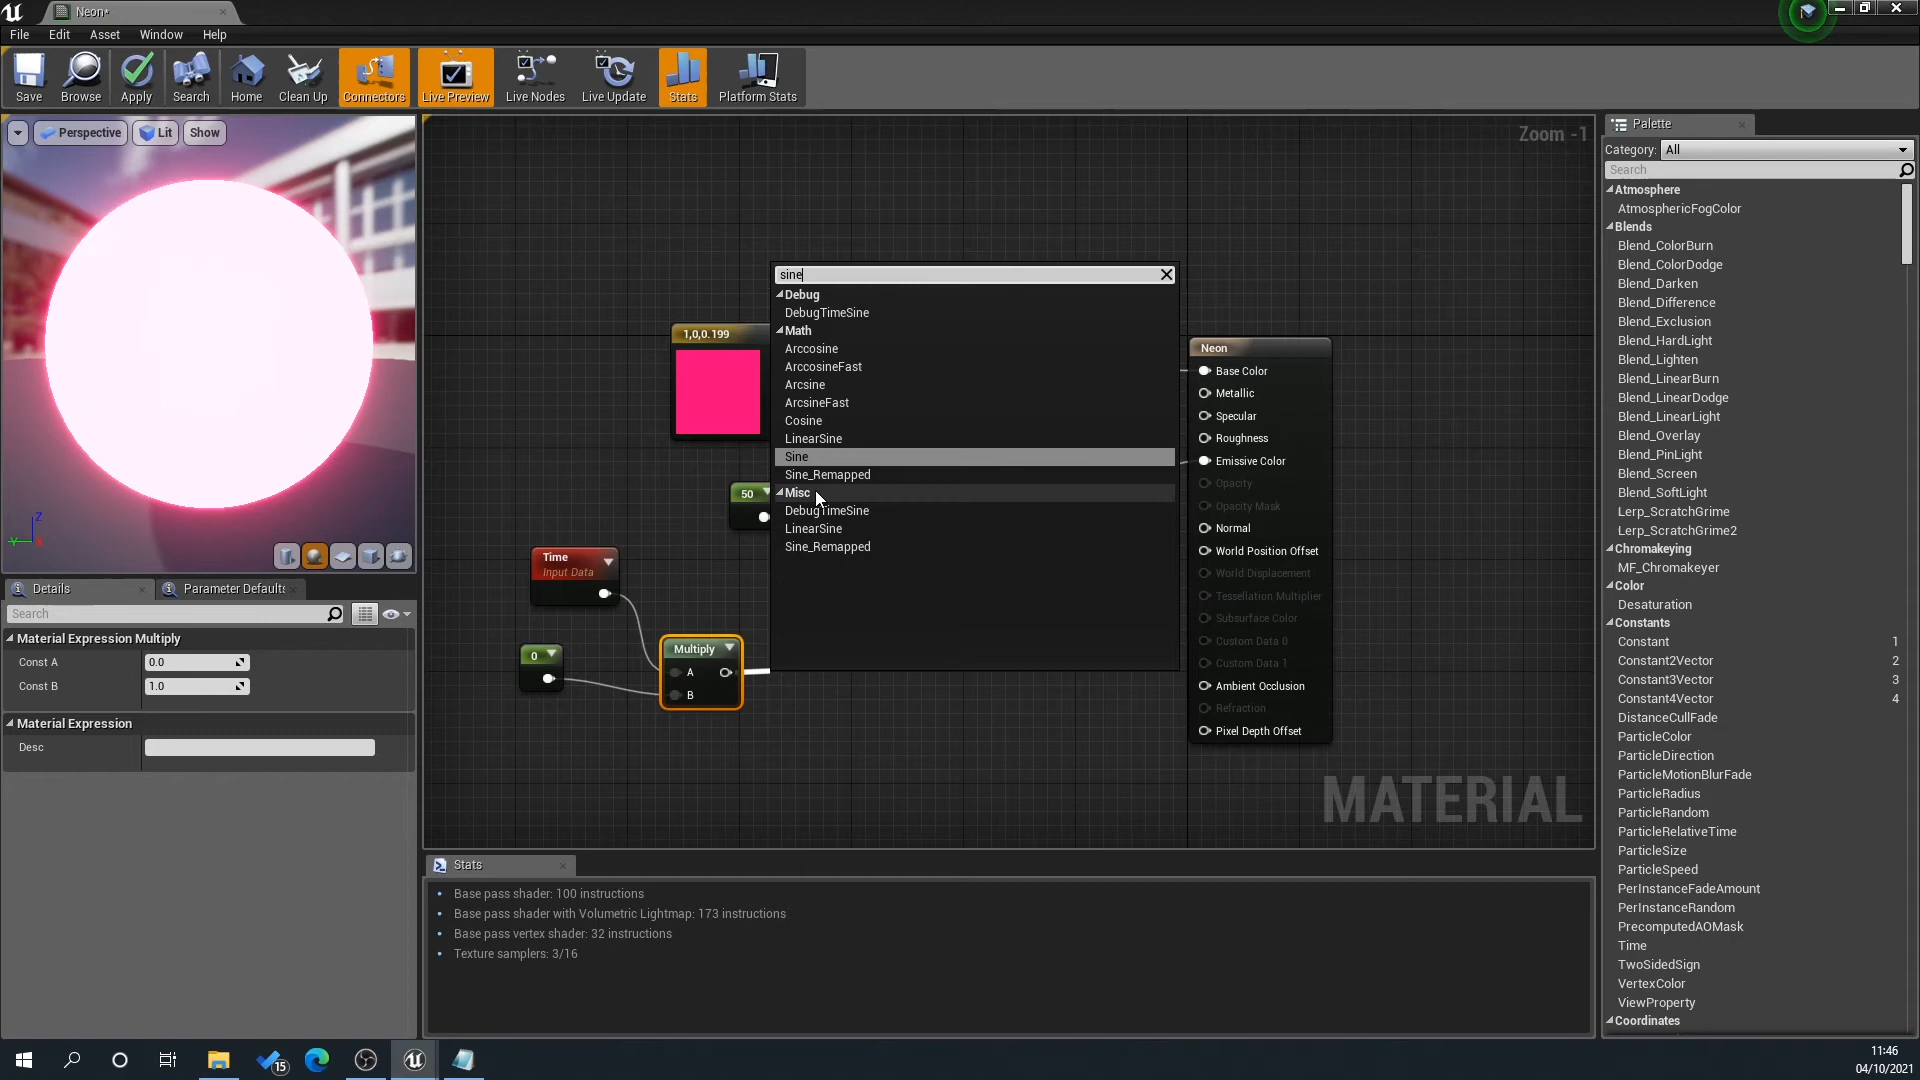 Neon•
File Edit Asset Window Help
Save Browse Apply Search Home Clean Up Connectors Live Preview Live Nodes Live Update Stats Platform Stats
Perspective Lit Show
Z
Y
X
Details
Parameter Defaults
Search
Material Expression Multiply
Const A 0.0
Const B 1.0
Material Expression
Desc
Zoom -1
1,0,0.199
50
Time
Input Data
0
Multiply
A
B
sine
Debug
DebugTimeSine
Math
Arccosine
ArccosineFast
Arcsine
ArcsineFast
Cosine
LinearSine
Sine
Sine_Remapped
Misc
DebugTimeSine
LinearSine
Sine_Remapped
Neon
Base Color
Metallic
Specular
Roughness
Emissive Color
Opacity
Opacity Mask
Normal
World Position Offset
World Displacement
Tessellation Multiplier
Subsurface Color
Custom Data 0
Custom Data 1
Ambient Occlusion
Refraction
Pixel Depth Offset
MATERIAL
Stats
• Base pass shader: 100 instructions
• Base pass shader with Volumetric Lightmap: 173 instructions
• Base pass vertex shader: 32 instructions
• Texture samplers: 3/16
Palette
Category: All
Search
Atmosphere
AtmosphericFogColor
Blends
Blend_ColorBurn
Blend_ColorDodge
Blend_Darken
Blend_Difference
Blend_Exclusion
Blend_HardLight
Blend_Lighten
Blend_LinearBurn
Blend_LinearDodge
Blend_LinearLight
Blend_Overlay
Blend_PinLight
Blend_Screen
Blend_SoftLight
Lerp_ScratchGrime
Lerp_ScratchGrime2
Chromakeying
MF_Chromakeyer
Color
Desaturation
Constants
Constant 1
Constant2Vector 2
Constant3Vector 3
Constant4Vector 4
DistanceCullFade
ParticleColor
ParticleDirection
ParticleMotionBlurFade
ParticleRadius
ParticleRandom
ParticleRelativeTime
ParticleSize
ParticleSpeed
PerInstanceFadeAmount
PerInstanceRandom
PrecomputedAOMask
Time
TwoSidedSign
VertexColor
ViewProperty
Coordinates
15
11:46
04/10/2021